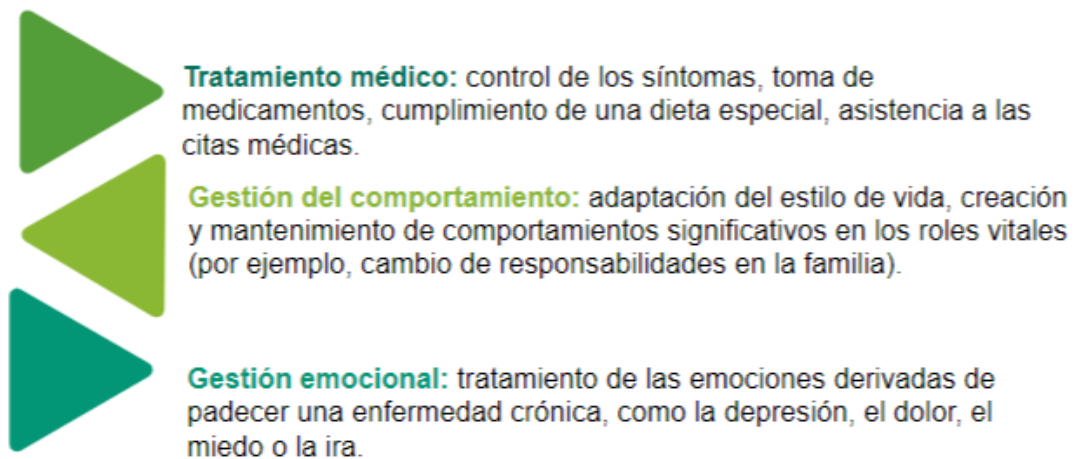 Tratamiento médico: control de los síntomas, toma de
medicamentos, cumplimiento de una dieta especial, asistencia a las
citas médicas.
Gestión del comportamiento: adaptación del estilo de vida, creación
y mantenimiento de comportamientos significativos en los roles vitales
(por ejemplo, cambio de responsabilidades en la familia).
Gestión emocional: tratamiento de las emociones derivadas de
padecer una enfermedad crónica, como la depresión, el dolor, el
miedo o la ira.